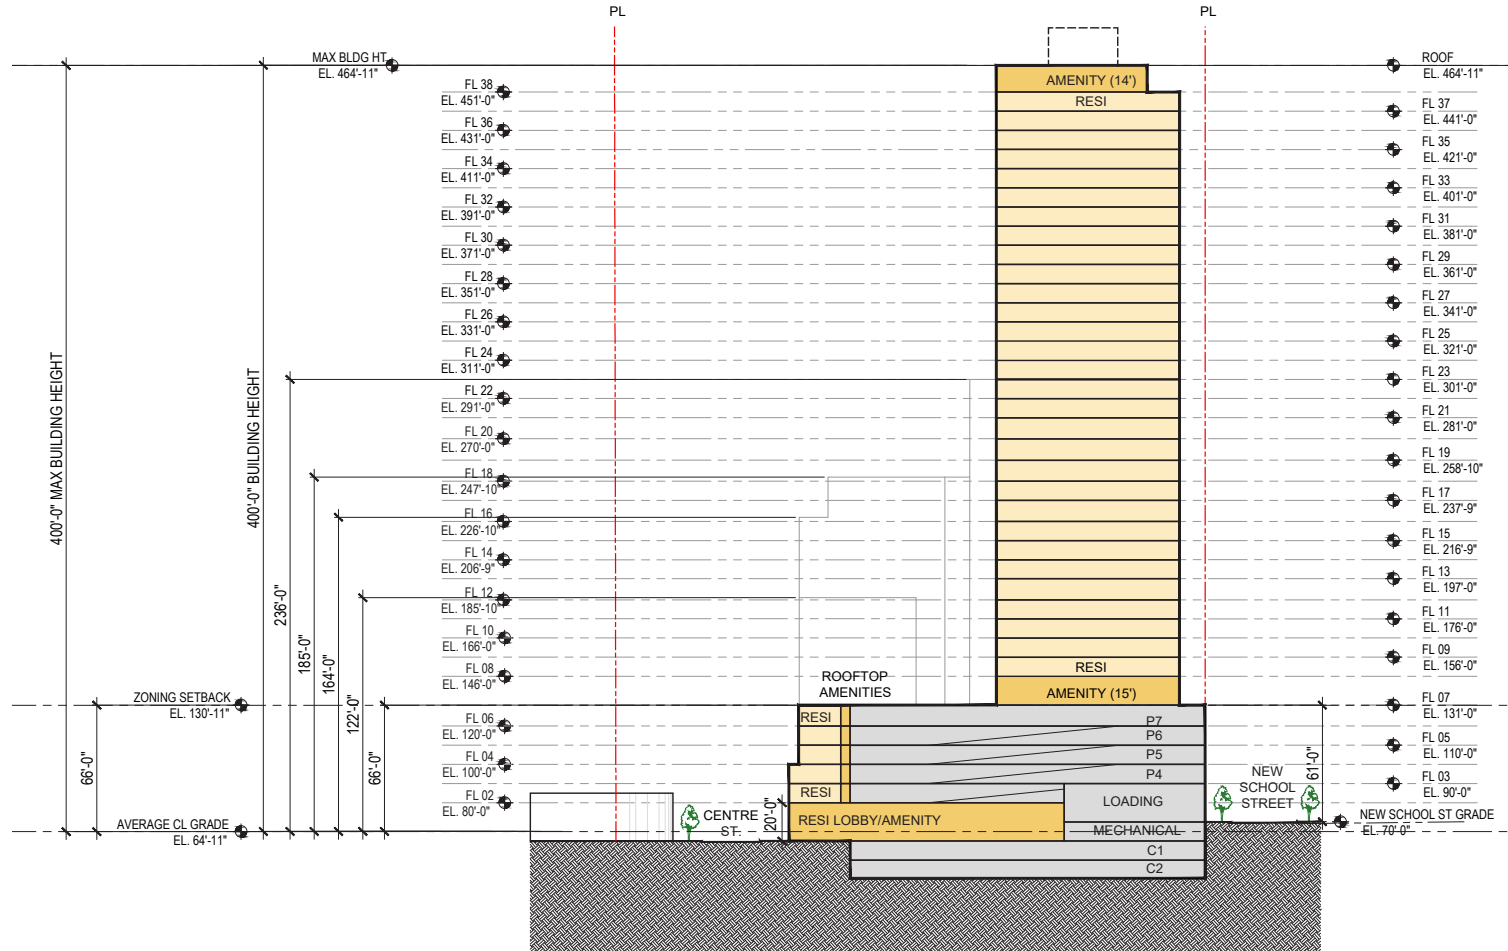 PL
PL
MAX BLDG HT.
EL. 464'-11"
ROOF
EL. 464'-11"
FL 38
EL. 451'-0"
FL 37
EL. 441'-0"
FL 36
EL. 431'-0"
FL 35
EL. 421'-0"
FL 34
EL. 411'-0"
FL 33
EL. 401'-0"
FL 32
EL. 391'-0"
FL 31
EL. 381'-0"
FL 30
EL. 371'-0"
FL 29
EL. 361'-0"
FL 28
EL. 351'-0"
FL 27
EL. 341'-0"
FL 26
EL. 331'-0"
FL 25
EL. 321'-0"
FL 24
EL. 311'-0"
FL 23
EL. 301'-0"
FL 22
EL. 291'-0"
FL 21
EL. 281'-0"
FL 20
EL. 270'-0"
FL 19
EL. 258'-10"
FL 18
EL. 247'-10"
FL 17
EL. 237'-9"
FL 16
EL. 226'-10"
FL 15
EL. 216'-9"
FL 14
EL. 206'-9"
FL 13
EL. 197'-0"
FL 12
EL. 185'-10"
FL 11
EL. 176'-0"
FL 10
EL. 166'-0"
FL 09
EL. 156'-0"
FL 08
EL. 146'-0"
FL 07
EL. 131'-0"
ZONING SETBACK
EL. 130'-11"
FL 06
EL. 120'-0"
FL 05
EL. 110'-0"
FL 04
EL. 100'-0"
FL 03
EL. 90'-0"
FL 02
EL. 80'-0"
AVERAGE CL GRADE
EL. 64'-11"
NEW SCHOOL ST GRADE
EL. 70'-0"
400'-0" MAX BUILDING HEIGHT
400'-0" BUILDING HEIGHT
236'-0"
185'-0"
164'-0"
122'-0"
66'-0"
66'-0"
20'-0"
61'-0"
AMENITY (14')
RESI
RESI
AMENITY (15')
ROOFTOP
AMENITIES
RESI
P7
P6
P5
P4
RESI
LOADING
RESI LOBBY/AMENITY
MECHANICAL
C1
C2
CENTRE
ST.
NEW
SCHOOL
STREET